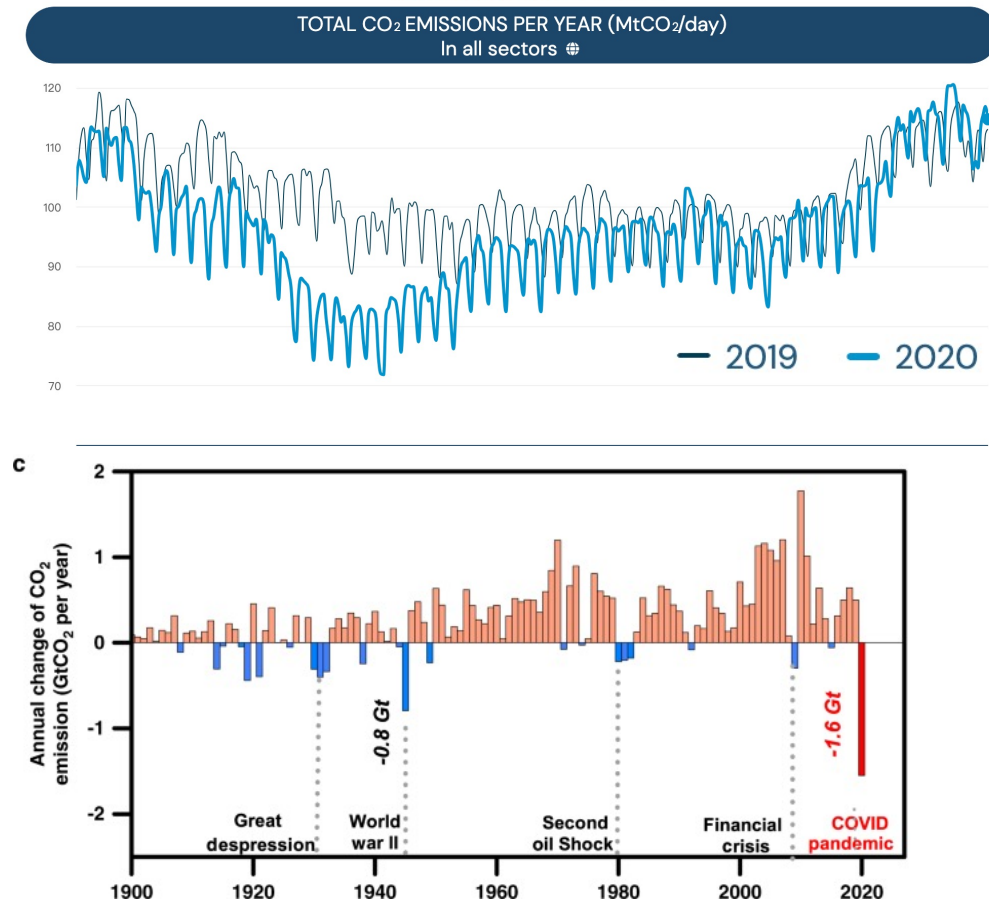 TOTAL CO₂ EMISSIONS PER YEAR (MtCO₂/day)
In all sectors
120
110
100
90
80
70
2019
2020
c
Annual change of CO₂
emission (GtCO₂ per year)
2
1
0
-1
-2
-0.8 Gt
-1.6 Gt
Great
despression
World
war II
Second
oil Shock
Financial
crisis
COVID
pandemic
1900
1920
1940
1960
1980
2000
2020